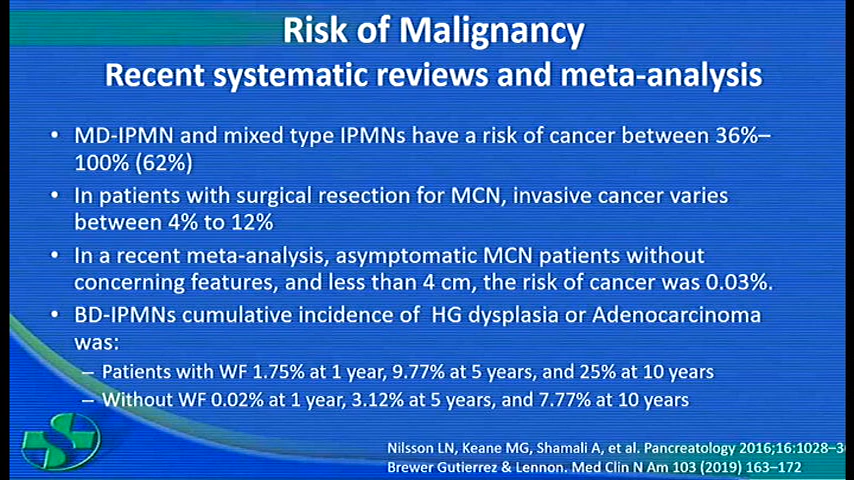 Risk of Malignancy
Recent systematic reviews and meta-analysis
• MD-IPMN and mixed type IPMNs have a risk of cancer between 36%–
100% (62%)
• In patients with surgical resection for MCN, invasive cancer varies
between 4% to 12%
• In a recent meta-analysis, asymptomatic MCN patients without
concerning features, and less than 4 cm, the risk of cancer was 0.03%.
• BD-IPMNs cumulative incidence of HG dysplasia or Adenocarcinoma
was:
– Patients with WF 1.75% at 1 year, 9.77% at 5 years, and 25% at 10 years
– Without WF 0.02% at 1 year, 3.12% at 5 years, and 7.77% at 10 years
Nilsson LN, Keane MG, Shamali A, et al. Pancreatology 2016;16:1028–3
Brewer Gutierrez & Lennon. Med Clin N Am 103 (2019) 163–172